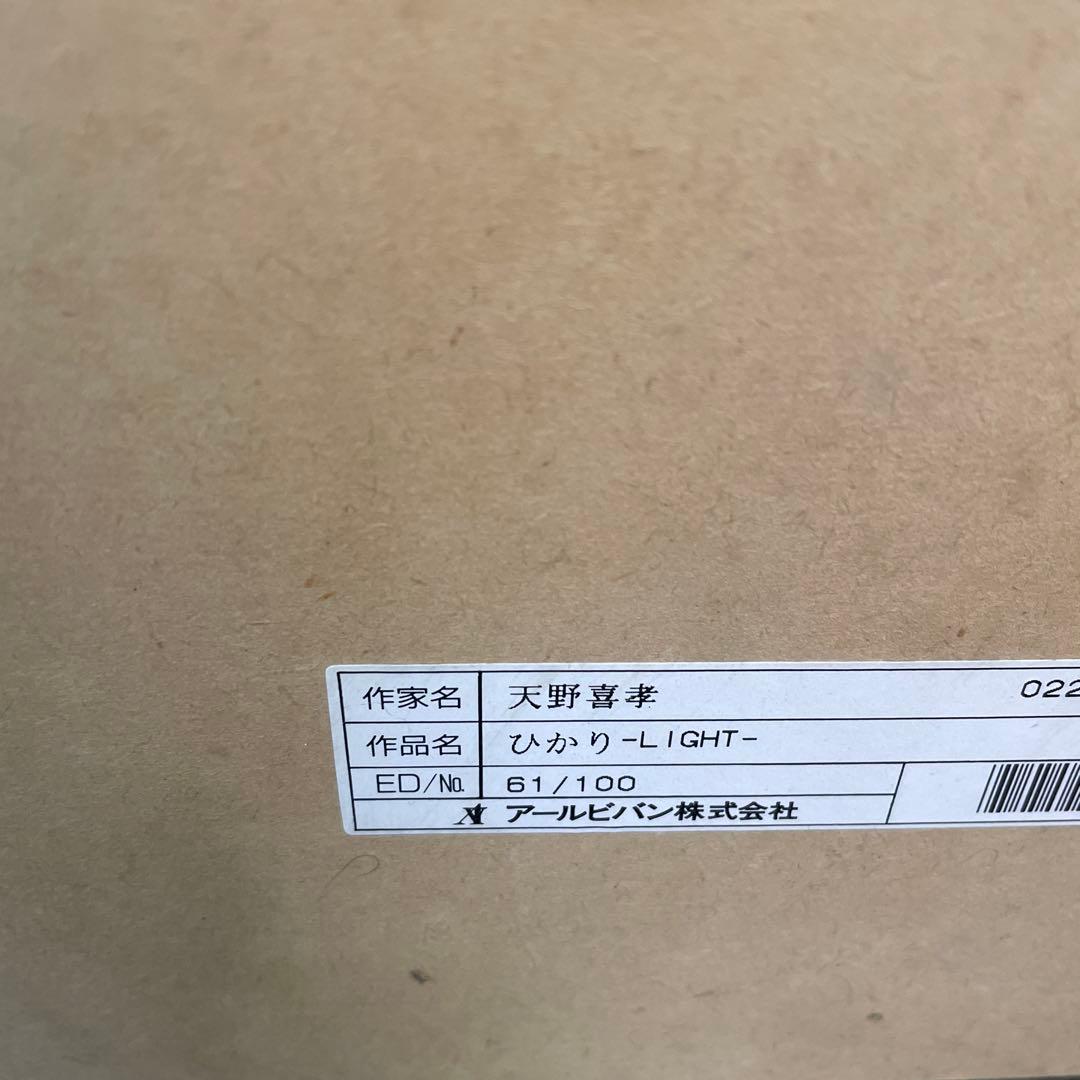 作家名 天野喜孝 022
作品名 ひかり-LIGHT-
ED/№ 61/100
アールビバン株式会社